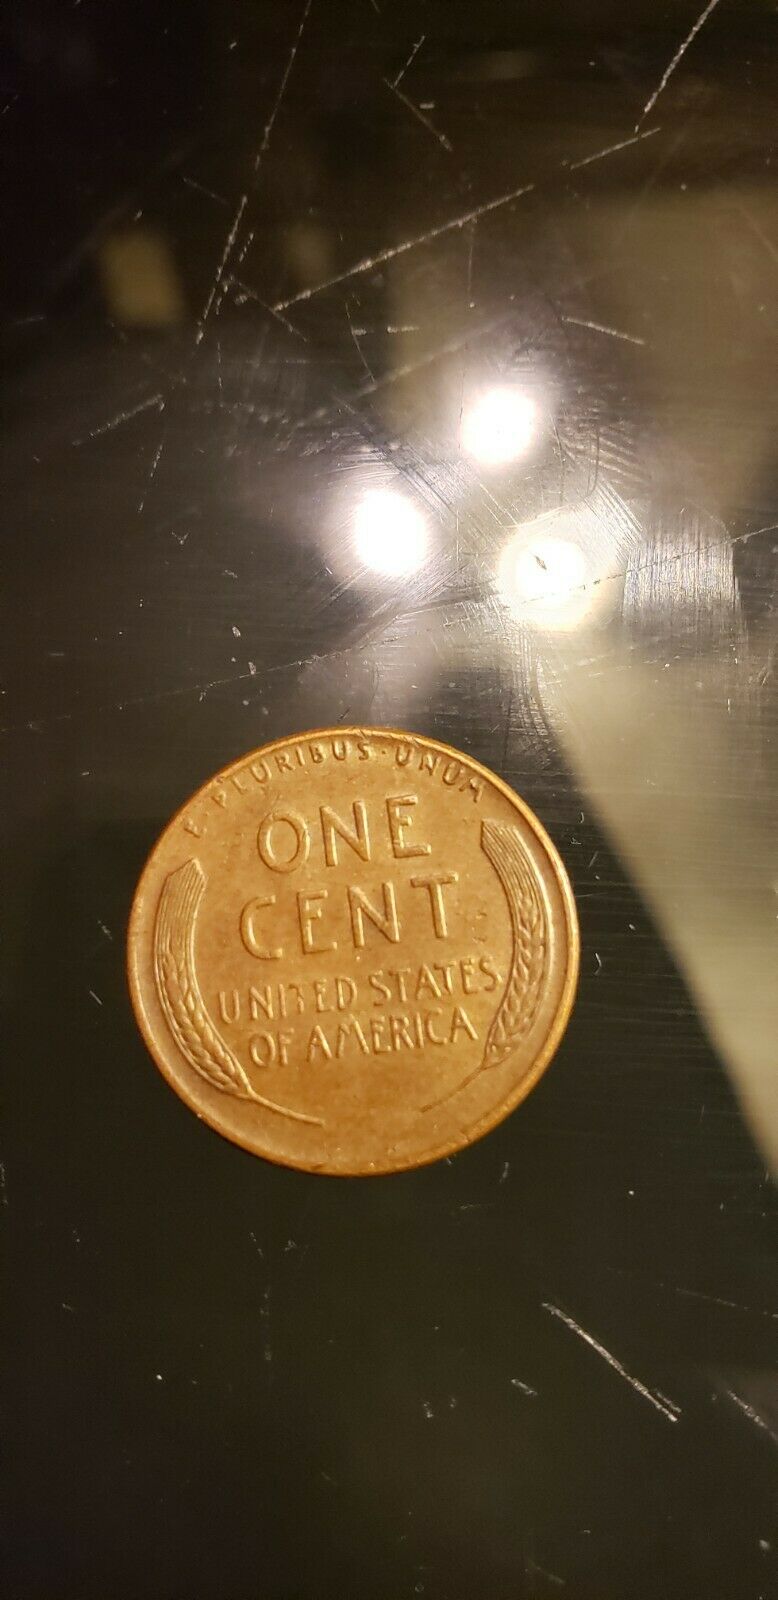 E·PLURIBUS·UNUM
ONE
CENT
UNITED STATES
OF AMERICA